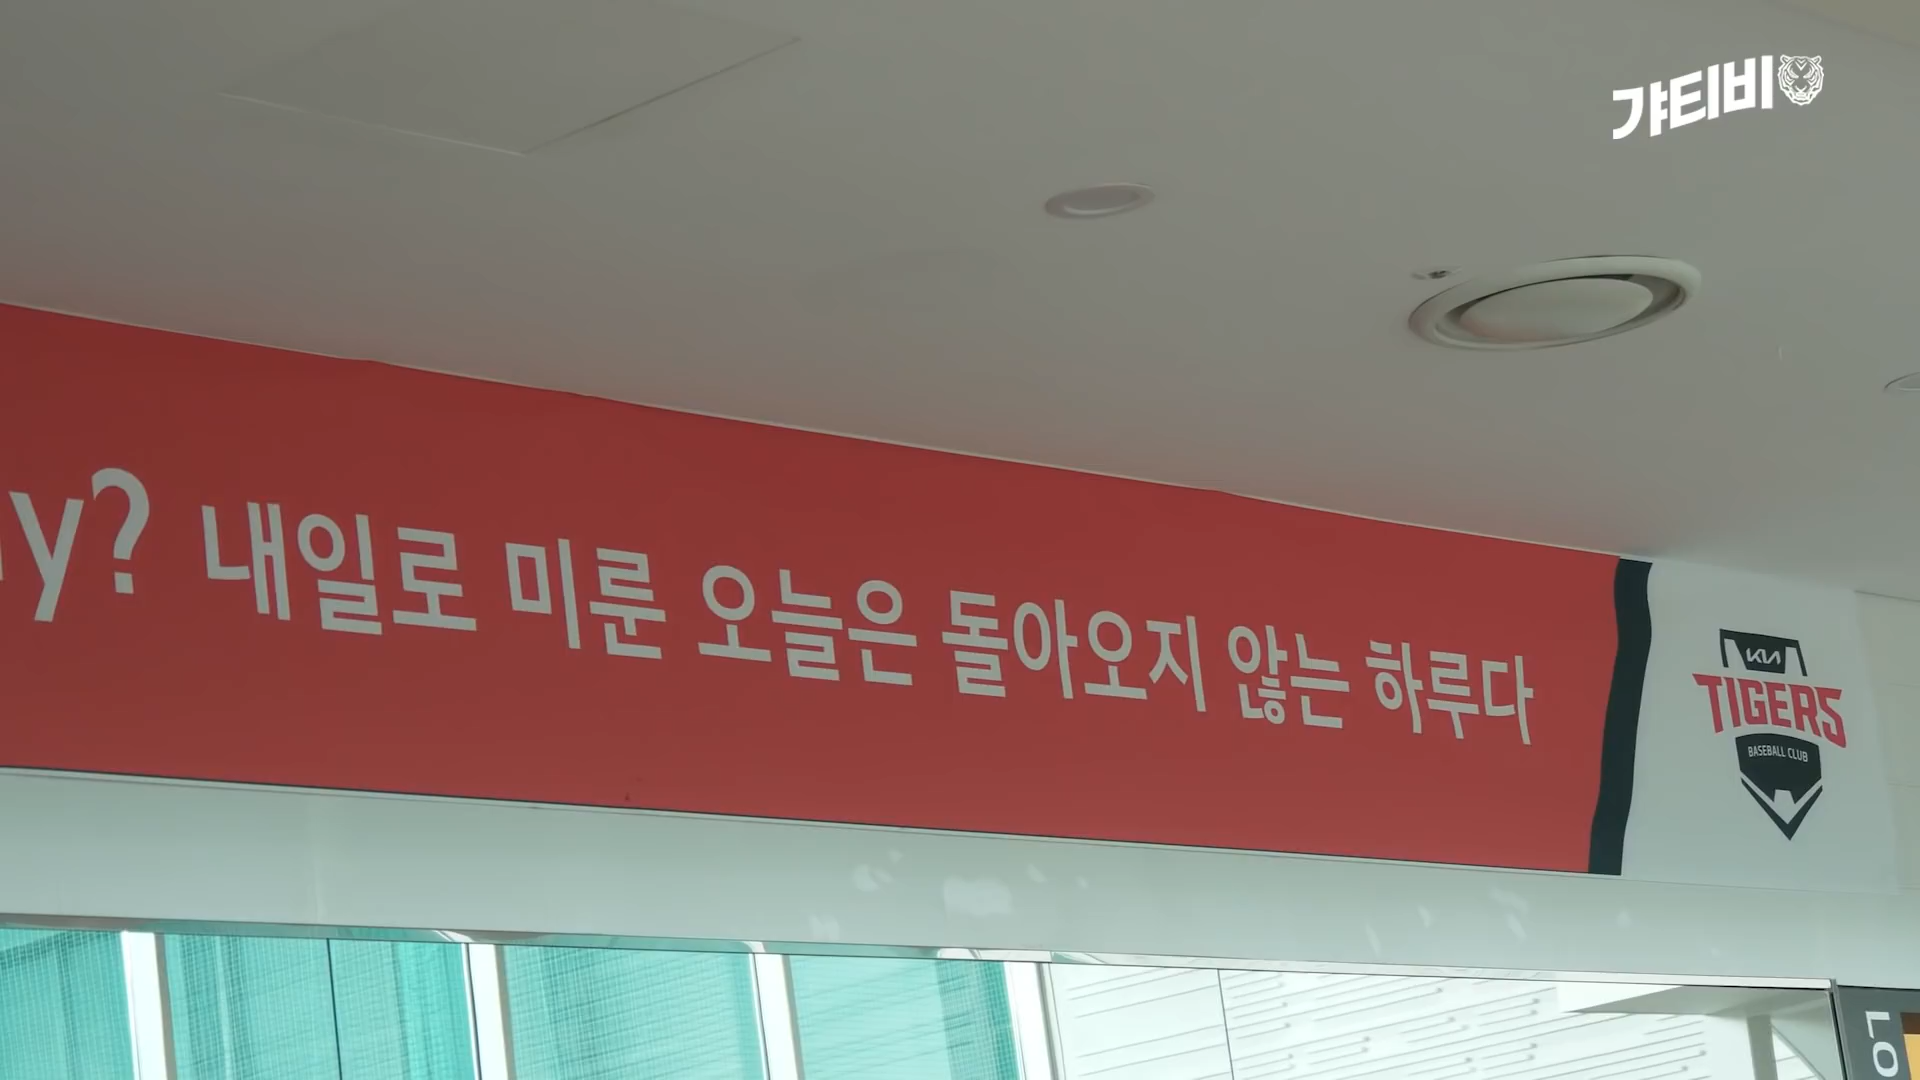 갸티비
y? 내일로 미룬 오늘은 돌아오지 않는 하루다
KIA
TIGERS
BASEBALL CLUB
LO